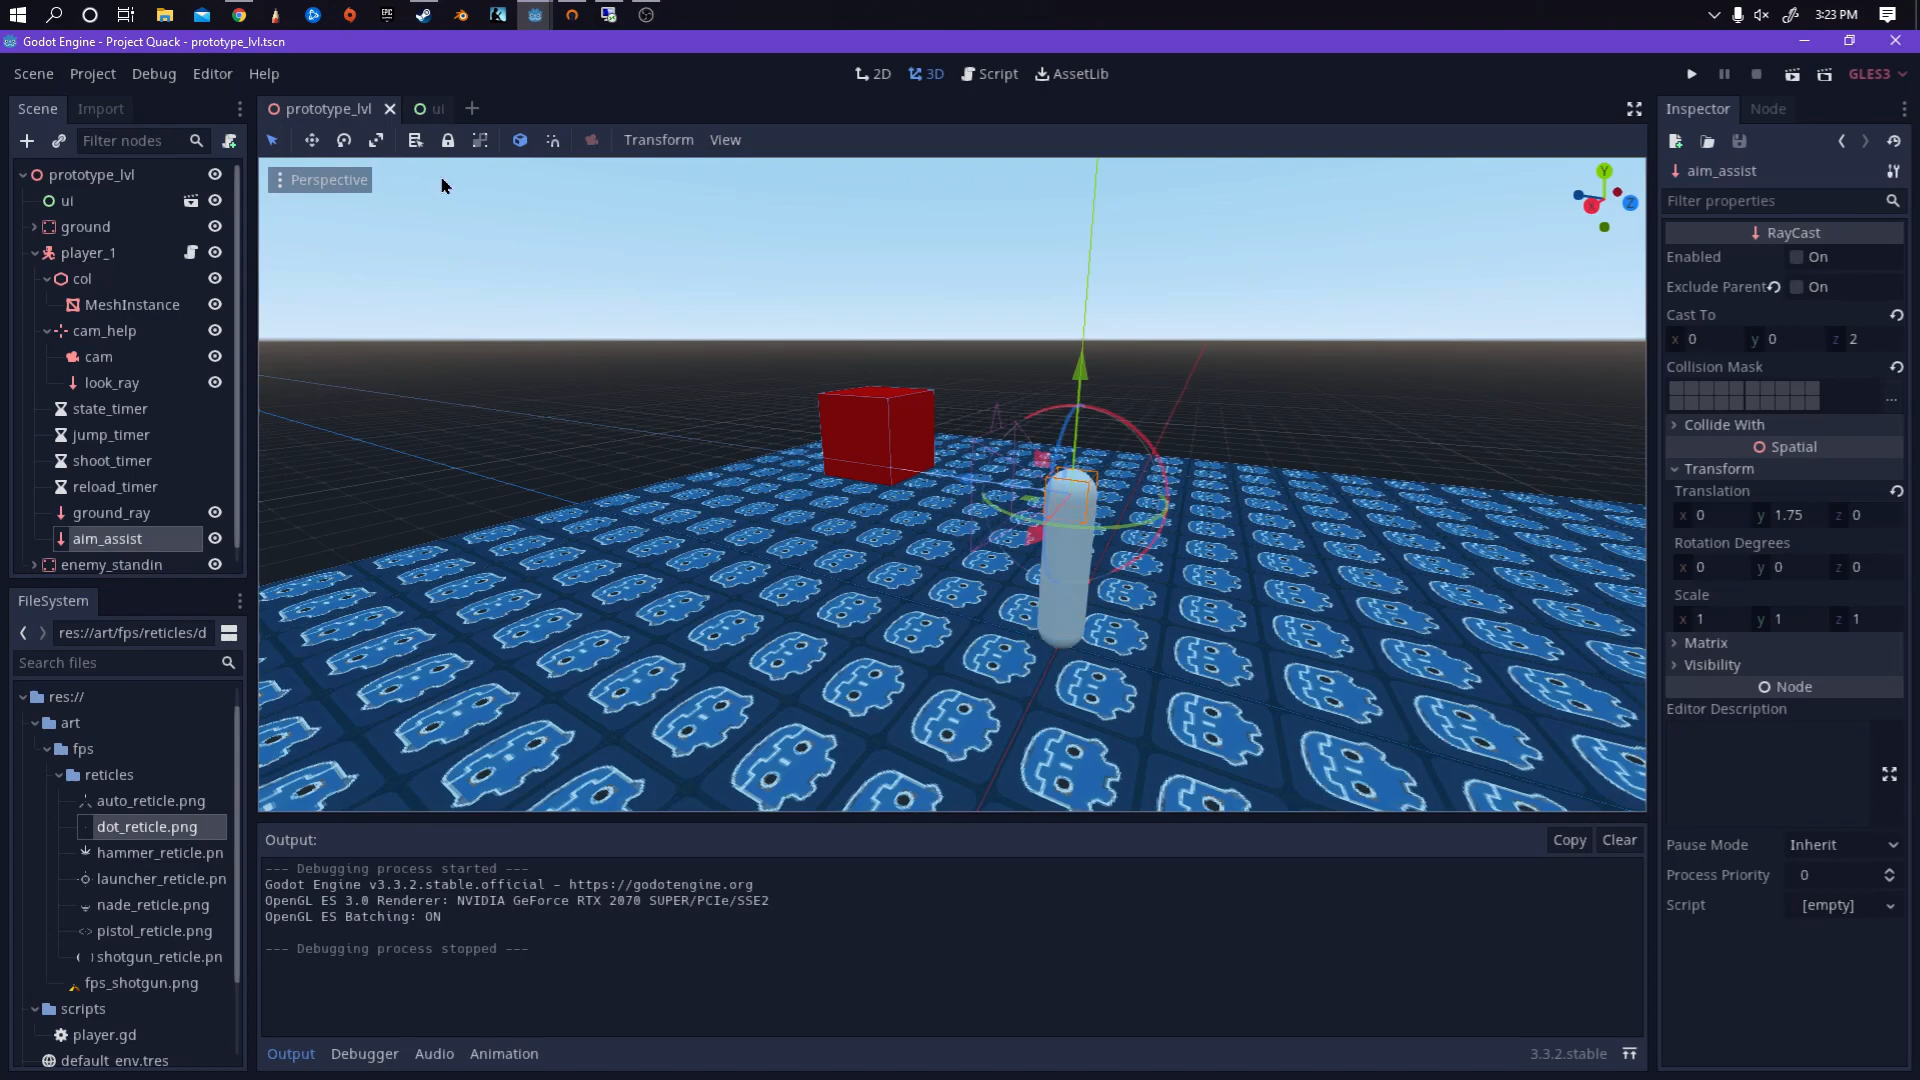 3:23 PM
Godot Engine - Project Quack - prototype_lvl.tscn
Scene Project Debug Editor Help
2D 3D Script AssetLib
GLES3
Scene Import
prototype_lvl ui
Inspector Node
Filter nodes
Transform View
prototype_lvl
ui
ground
player_1
col
MeshInstance
cam_help
cam
look_ray
state_timer
jump_timer
shoot_timer
reload_timer
ground_ray
aim_assist
enemy_standin
FileSystem
res://art/fps/reticles/d
Search files
res://
art
fps
reticles
auto_reticle.png
dot_reticle.png
hammer_reticle.pn
launcher_reticle.pn
nade_reticle.png
pistol_reticle.png
shotgun_reticle.pn
fps_shotgun.png
scripts
player.gd
default_env.tres
Perspective
Y
X
Z
Output: Copy Clear
--- Debugging process started ---
Godot Engine v3.3.2.stable.official - https://godotengine.org
OpenGL ES 3.0 Renderer: NVIDIA GeForce RTX 2070 SUPER/PCIe/SSE2
OpenGL ES Batching: ON
--- Debugging process stopped ---
Output Debugger Audio Animation 3.3.2.stable
aim_assist
Filter properties
RayCast
Enabled On
Exclude Parent On
Cast To
x 0 y 0 z 2
Collision Mask
...
Collide With
Spatial
Transform
Translation
x 0 y 1.75 z 0
Rotation Degrees
x 0 y 0 z 0
Scale
x 1 y 1 z 1
Matrix
Visibility
Node
Editor Description
Pause Mode Inherit
Process Priority 0
Script [empty]